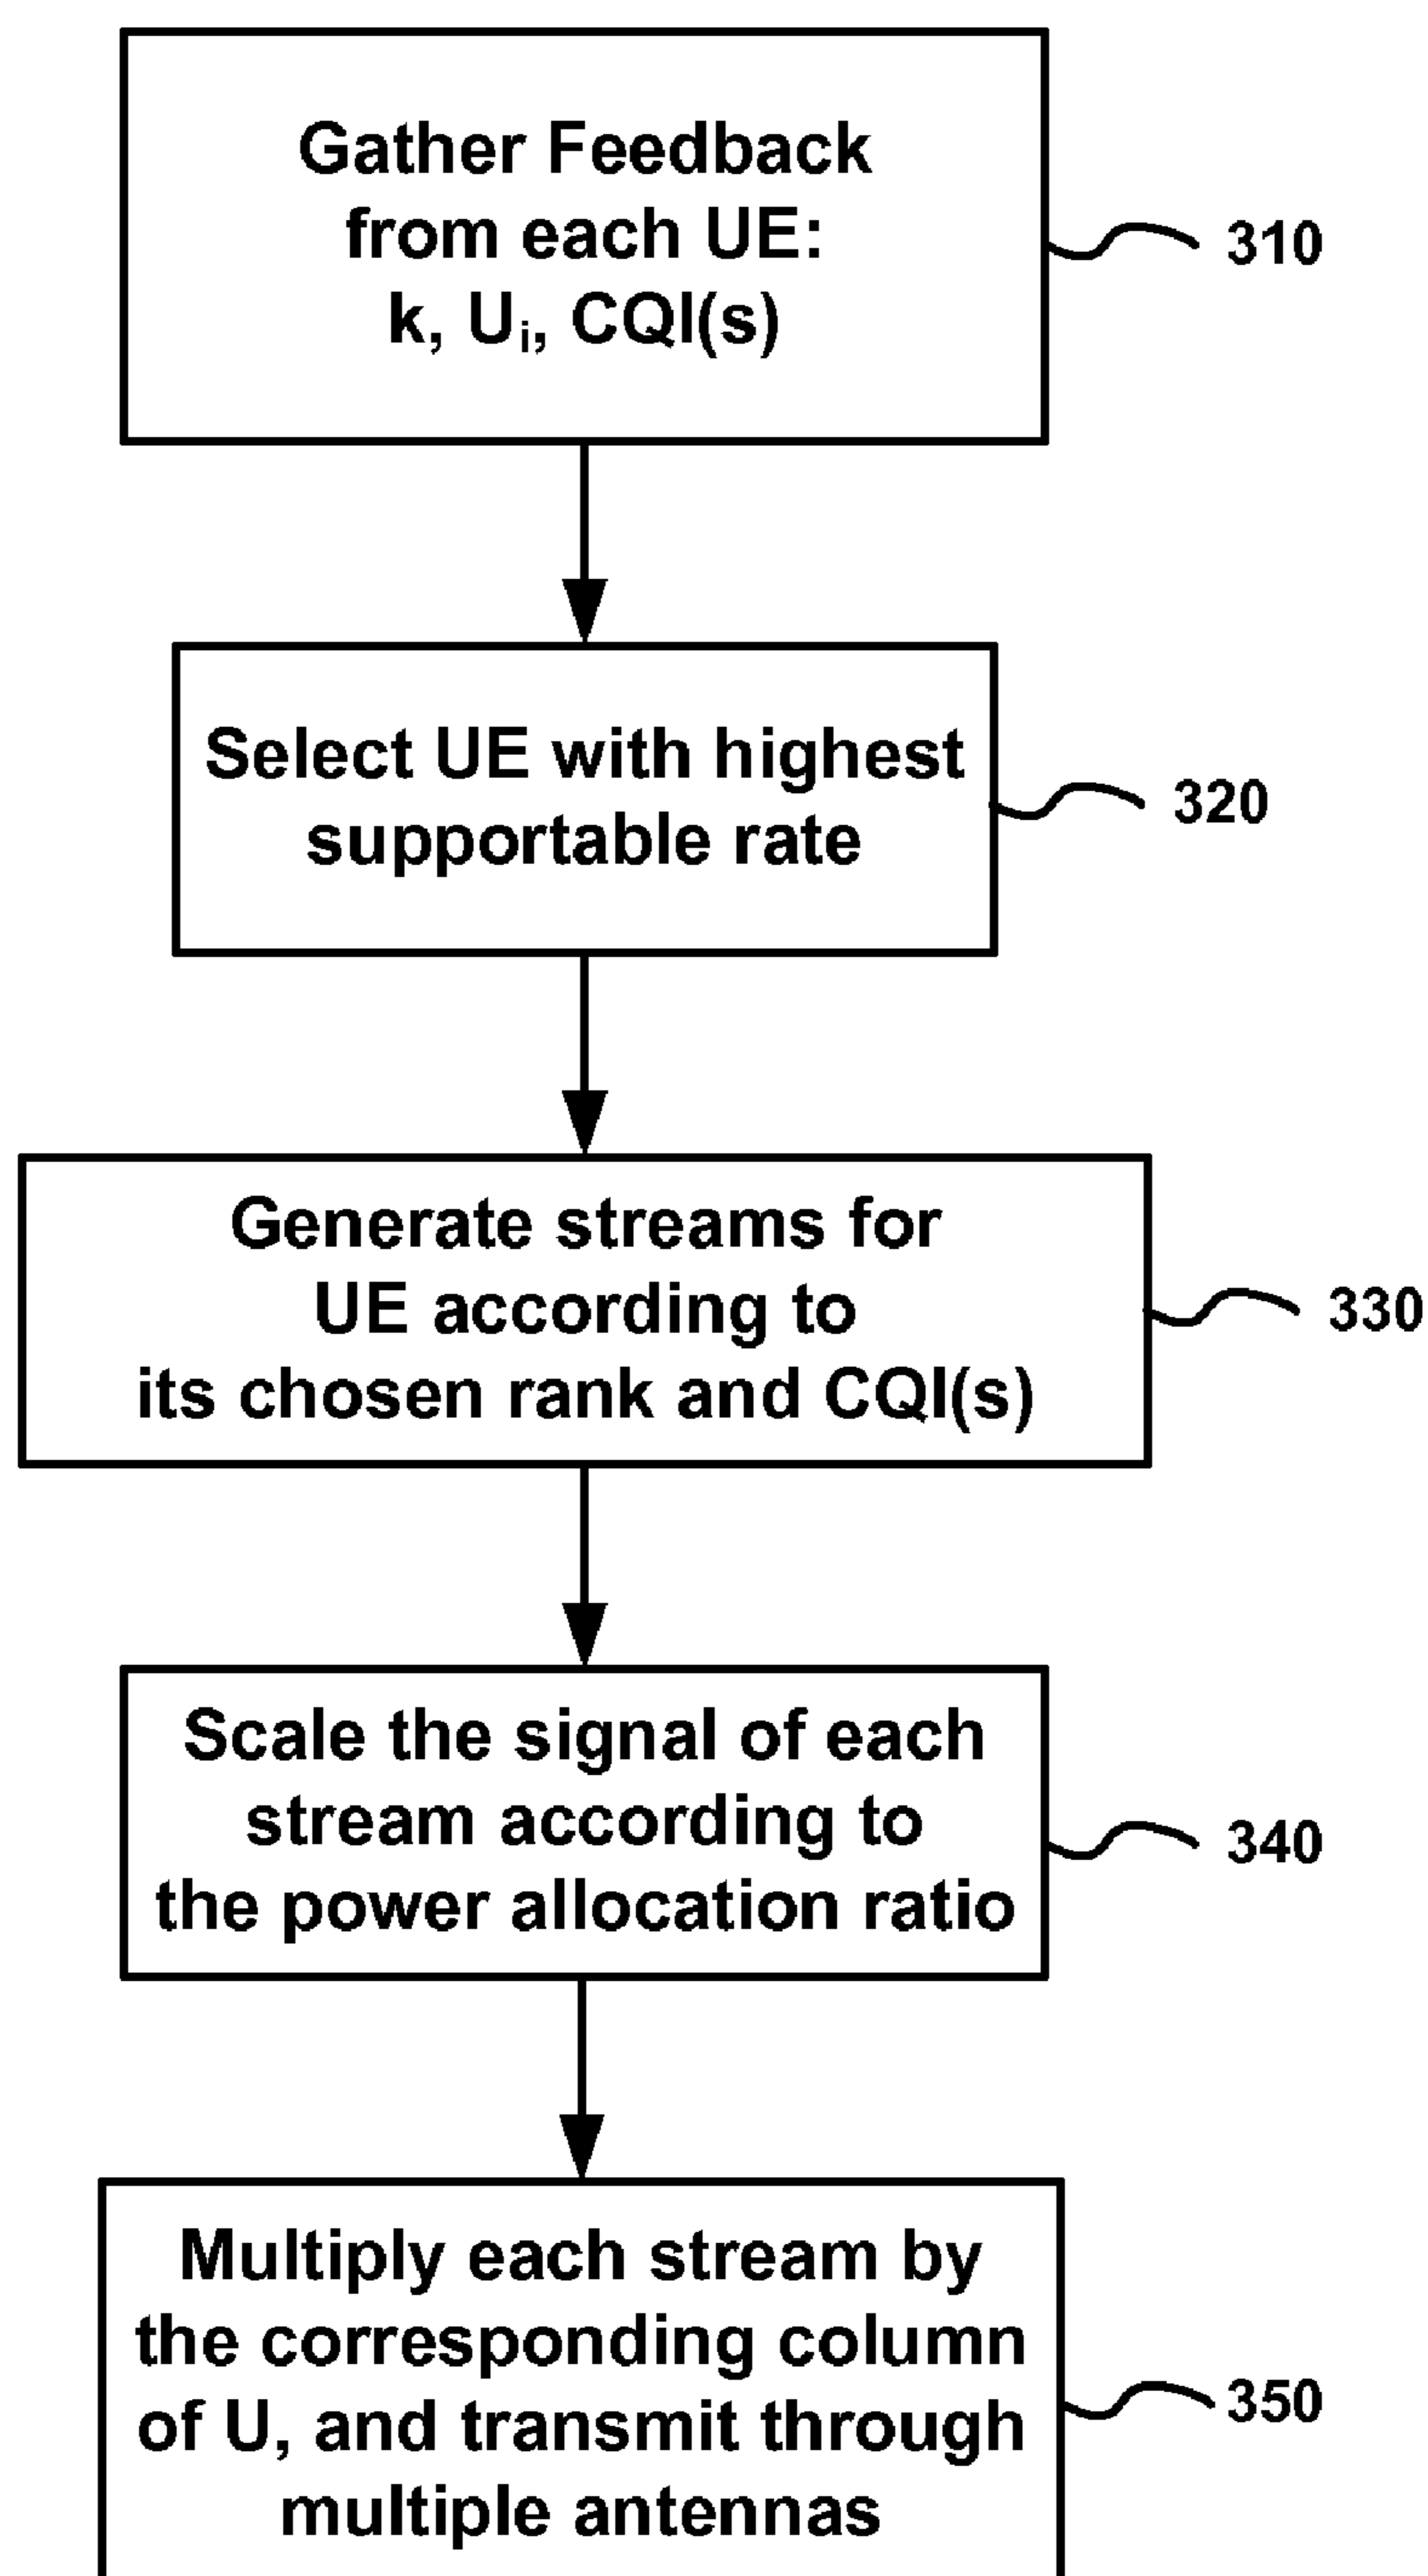 Gather Feedback
from each UE:
k, Uᵢ, CQI(s)
310
Select UE with highest
supportable rate
320
Generate streams for
UE according to
its chosen rank and CQI(s)
330
Scale the signal of each
stream according to
the power allocation ratio
340
Multiply each stream by
the corresponding column
of U, and transmit through
multiple antennas
350